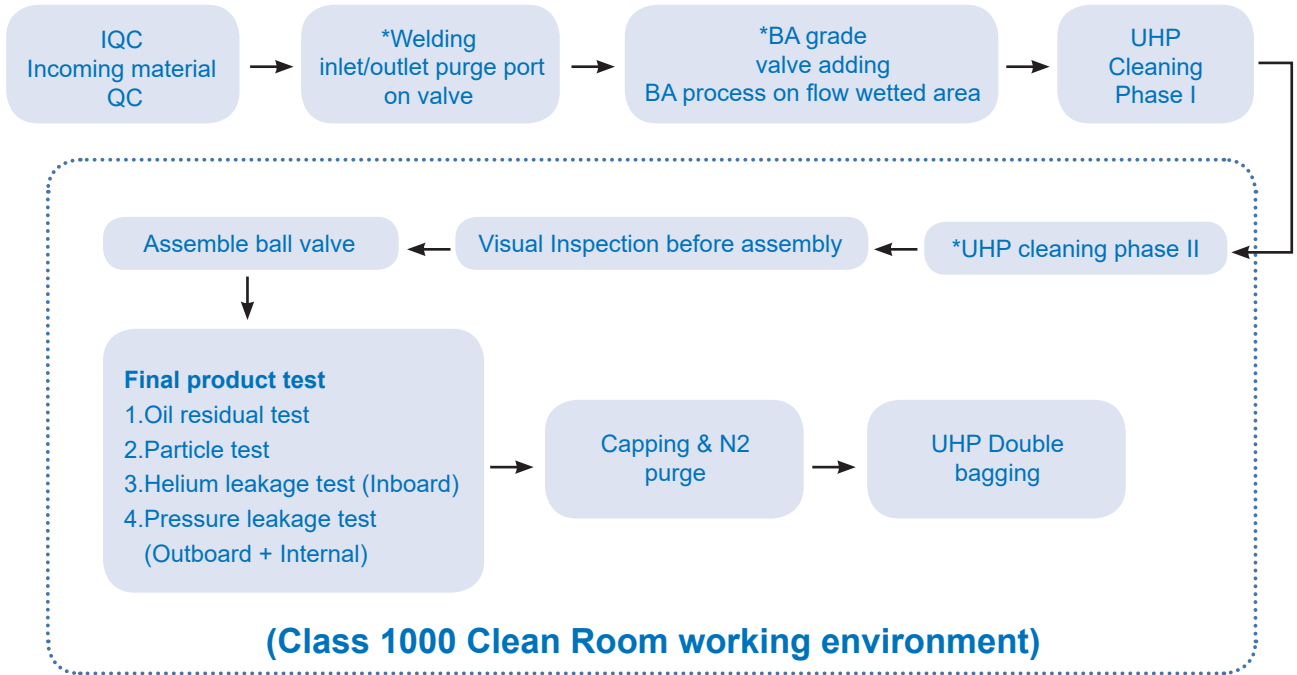 IQC
Incoming material
QC
*Welding
inlet/outlet purge port
on valve
*BA grade
valve adding
BA process on flow wetted area
UHP
Cleaning
Phase I
*UHP cleaning phase II
Visual Inspection before assembly
Assemble ball valve
Final product test
1.Oil residual test
2.Particle test
3.Helium leakage test (Inboard)
4.Pressure leakage test
(Outboard + Internal)
Capping & N2
purge
UHP Double
bagging
(Class 1000 Clean Room working environment)